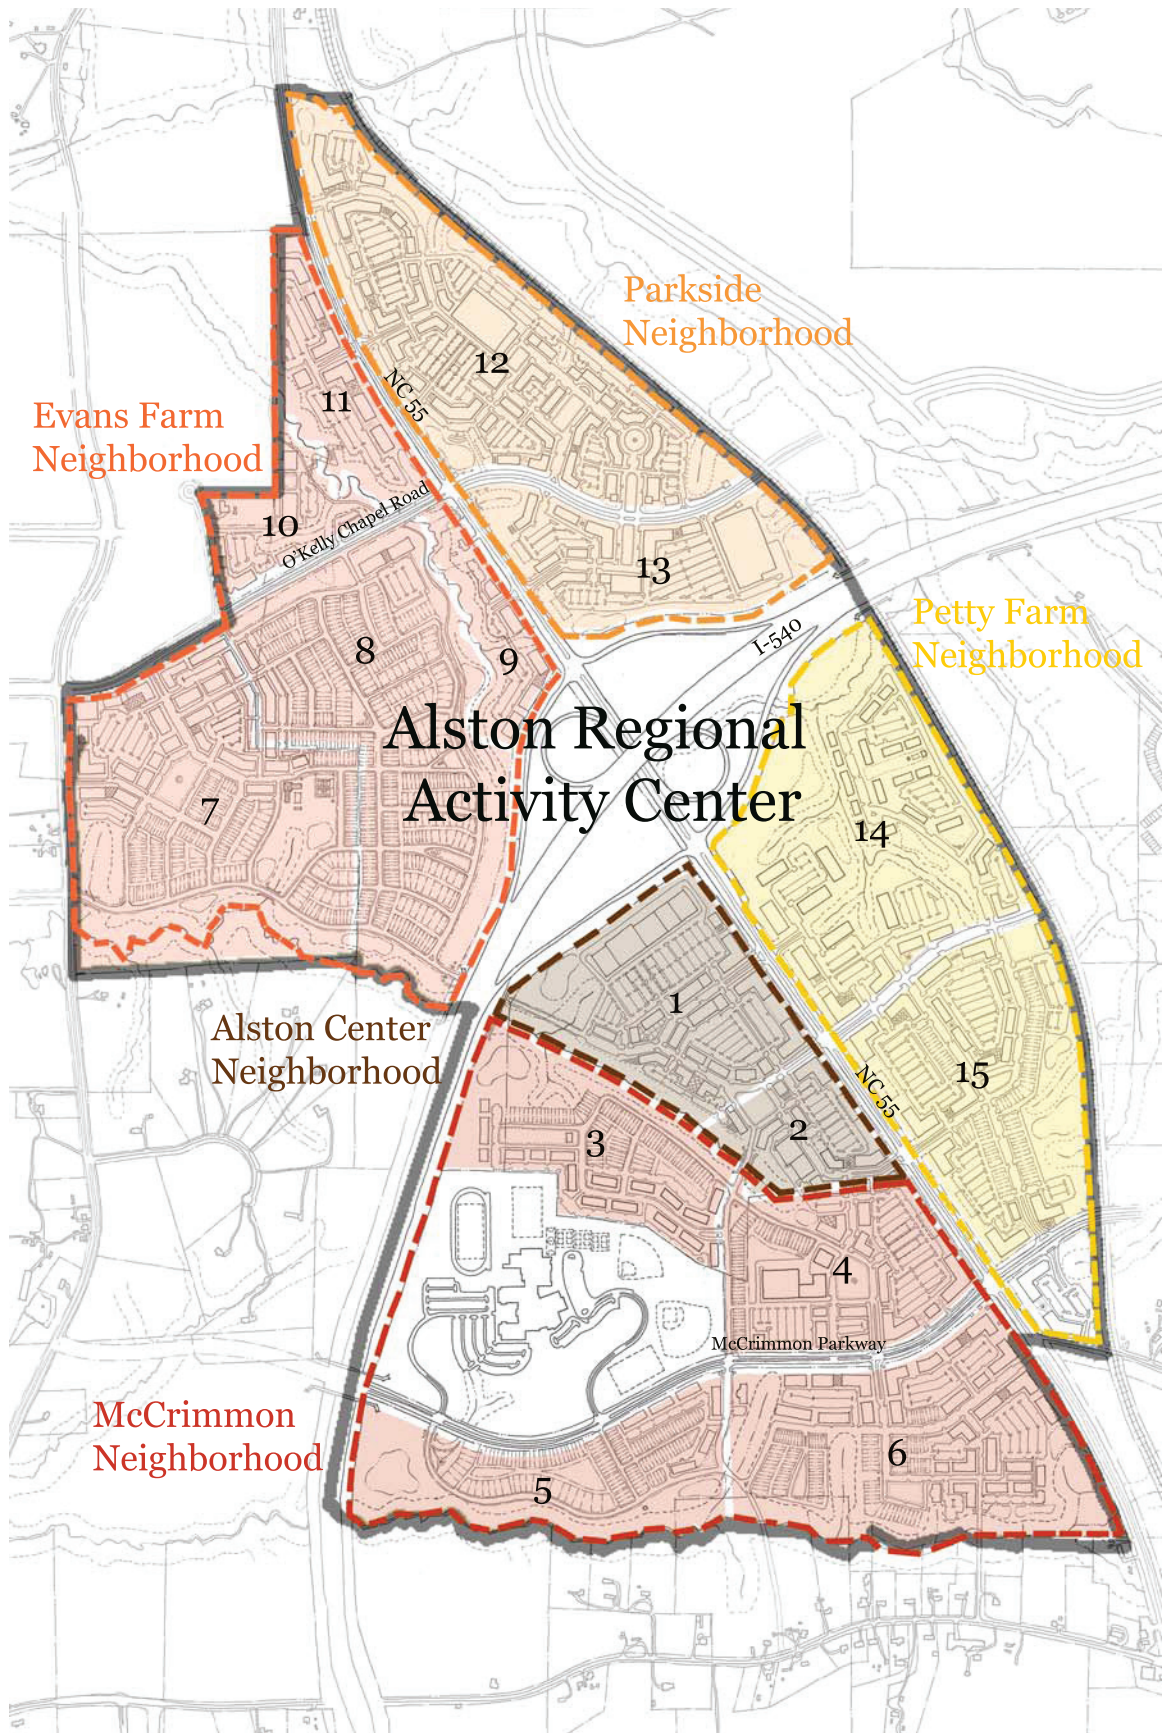 Parkside
Neighborhood
12
NC 55
11
Evans Farm
Neighborhood
10
O'Kelly Chapel Road
13
Petty Farm
Neighborhood
I-540
8
9
Alston Regional
Activity Center
7
14
1
Alston Center
Neighborhood
15
NC 55
2
3
4
McCrimmon Parkway
McCrimmon
Neighborhood
6
5